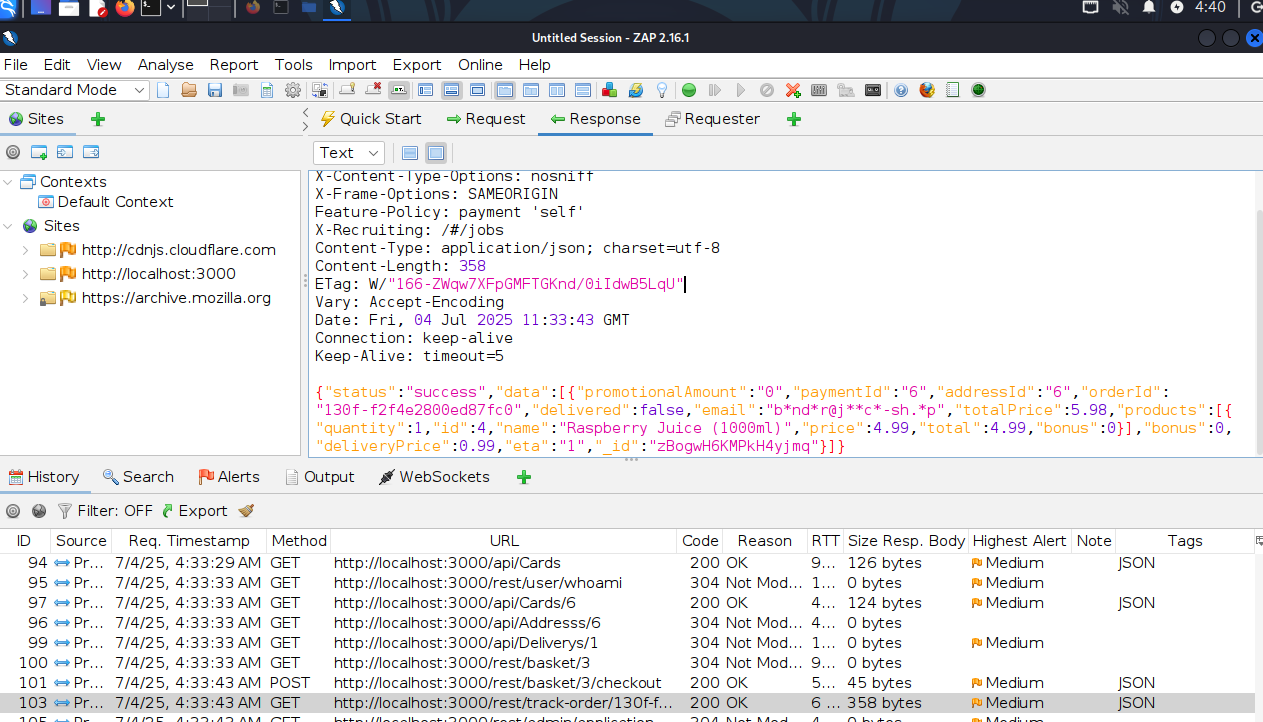 4:40
Untitled Session - ZAP 2.16.1
File Edit View Analyse Report Tools Import Export Online Help
Standard Mode
Sites
Quick Start Request Response Requester
Text
Contexts
Default Context
Sites
http://cdnjs.cloudflare.com
http://localhost:3000
https://archive.mozilla.org
X-Content-Type-Options: nosniff
X-Frame-Options: SAMEORIGIN
Feature-Policy: payment 'self'
X-Recruiting: /#/jobs
Content-Type: application/json; charset=utf-8
Content-Length: 358
ETag: W/"166-ZWqw7XFpGMFTGKnd/0iIdwB5LqU"
Vary: Accept-Encoding
Date: Fri, 04 Jul 2025 11:33:43 GMT
Connection: keep-alive
Keep-Alive: timeout=5
{"status":"success","data":[{"promotionalAmount":"0","paymentId":"6","addressId":"6","orderId":
"130f-f2f4e2800ed87fc0","delivered":false,"email":"b*nd*r@j**c*-sh.*p","totalPrice":5.98,"products":[{
"quantity":1,"id":4,"name":"Raspberry Juice (1000ml)","price":4.99,"total":4.99,"bonus":0}],"bonus":0,
"deliveryPrice":0.99,"eta":"1","_id":"zBogwH6KMPkH4yjmq"}]}
History Search Alerts Output WebSockets
Filter: OFF Export
ID Source Req. Timestamp Method URL Code Reason RTT Size Resp. Body Highest Alert Note Tags
94 Pr... 7/4/25, 4:33:29 AM GET http://localhost:3000/api/Cards 200 OK 9... 126 bytes Medium JSON
95 Pr... 7/4/25, 4:33:33 AM GET http://localhost:3000/rest/user/whoami 304 Not Mod... 1... 0 bytes Medium
97 Pr... 7/4/25, 4:33:33 AM GET http://localhost:3000/api/Cards/6 200 OK 4... 124 bytes Medium JSON
96 Pr... 7/4/25, 4:33:33 AM GET http://localhost:3000/api/Addresss/6 304 Not Mod... 4... 0 bytes
99 Pr... 7/4/25, 4:33:33 AM GET http://localhost:3000/api/Deliverys/1 304 Not Mod... 1... 0 bytes Medium
100 Pr... 7/4/25, 4:33:33 AM GET http://localhost:3000/rest/basket/3 304 Not Mod... 9... 0 bytes
101 Pr... 7/4/25, 4:33:43 AM POST http://localhost:3000/rest/basket/3/checkout 200 OK 5... 45 bytes Medium JSON
103 Pr... 7/4/25, 4:33:43 AM GET http://localhost:3000/rest/track-order/130f-f... 200 OK 6 ... 358 bytes Medium JSON
105 Pr... 7/4/25, 4:33:43 AM GET http://localhost:3000/rest/admin/application... 304 Not Mod... 4... 0 bytes Medium